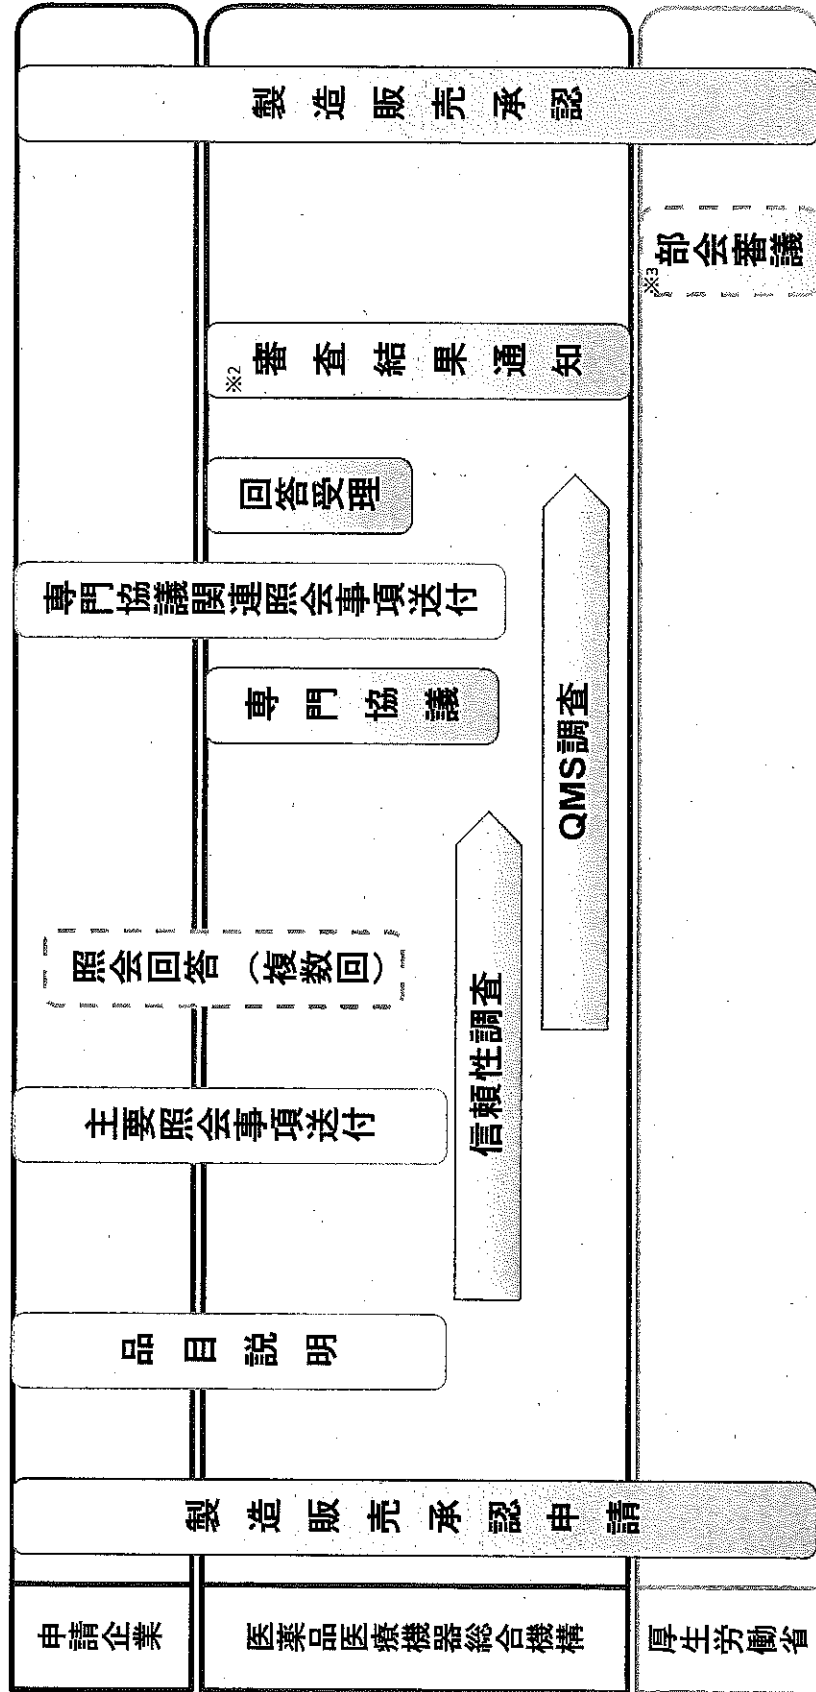 申請企業
医薬品医療機器総合機構
厚生労働省
製造販売承認申請
品目説明
主要照会事項送付
照会回答（複数回）
信頼性調査
QMS調査
専門協議
専門協議関連照会事項送付
回答受理
※2
審査結果通知
※3
部会審議
製造販売承認